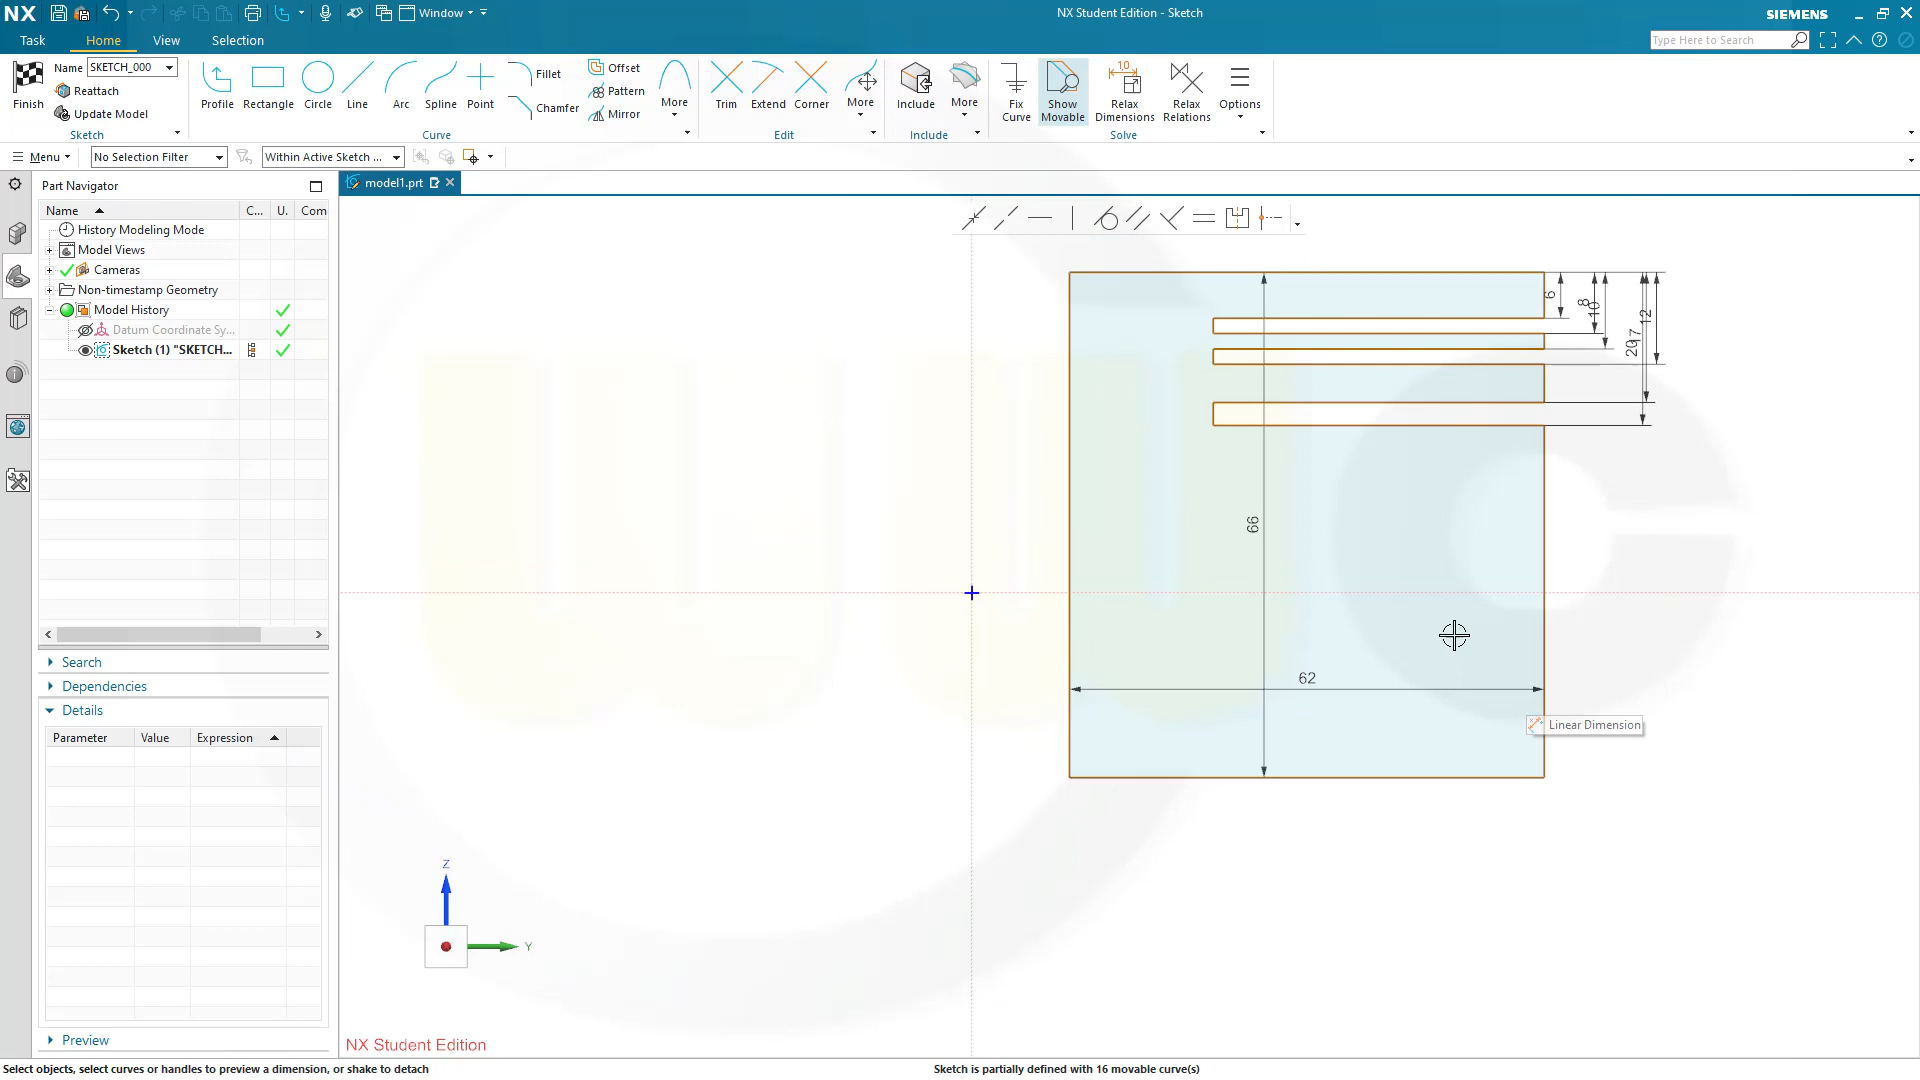 NX
Window
NX Student Edition - Sketch
SIEMENS
Task
Home
View
Selection
Type Here to Search
Finish
Name SKETCH_000
Reattach
Update Model
Sketch
Profile
Rectangle
Circle
Line
Arc
Spline
Point
Fillet
Chamfer
Offset
Pattern
Mirror
More
Curve
Trim
Extend
Corner
More
Edit
Include
More
Include
Fix Curve
Show Movable
Relax Dimensions
Relax Relations
Options
Solve
Menu
No Selection Filter
Within Active Sketch ...
Part Navigator
model1.prt
Name
C...
U.
Com
History Modeling Mode
Model Views
Cameras
Non-timestamp Geometry
Model History
Datum Coordinate Sy...
Sketch (1) "SKETCH...
6
8
10
12
17
20
66
62
Linear Dimension
Search
Dependencies
Details
Parameter
Value
Expression
Preview
Z
Y
NX Student Edition
Select objects, select curves or handles to preview a dimension, or shake to detach
Sketch is partially defined with 16 movable curve(s)